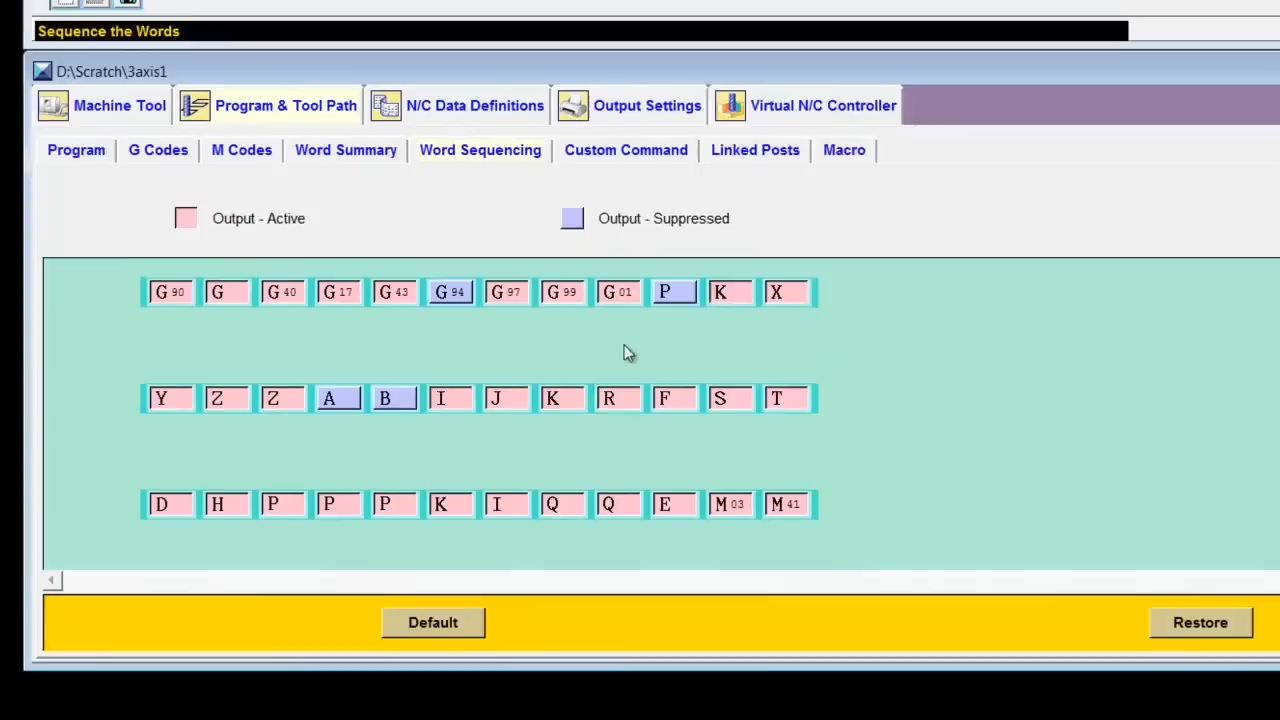 Sequence the Words
D:\Scratch\3axis1
Machine Tool Program & Tool Path N/C Data Definitions Output Settings Virtual N/C Controller
Program G Codes M Codes Word Summary Word Sequencing Custom Command Linked Posts Macro
Output - Active Output - Suppressed
G 90 G G 40 G 17 G 43 G 94 G 97 G 99 G 01 P K X
Y Z Z A B I J K R F S T
D H P P P K I Q Q E M 03 M 41
Default Restore